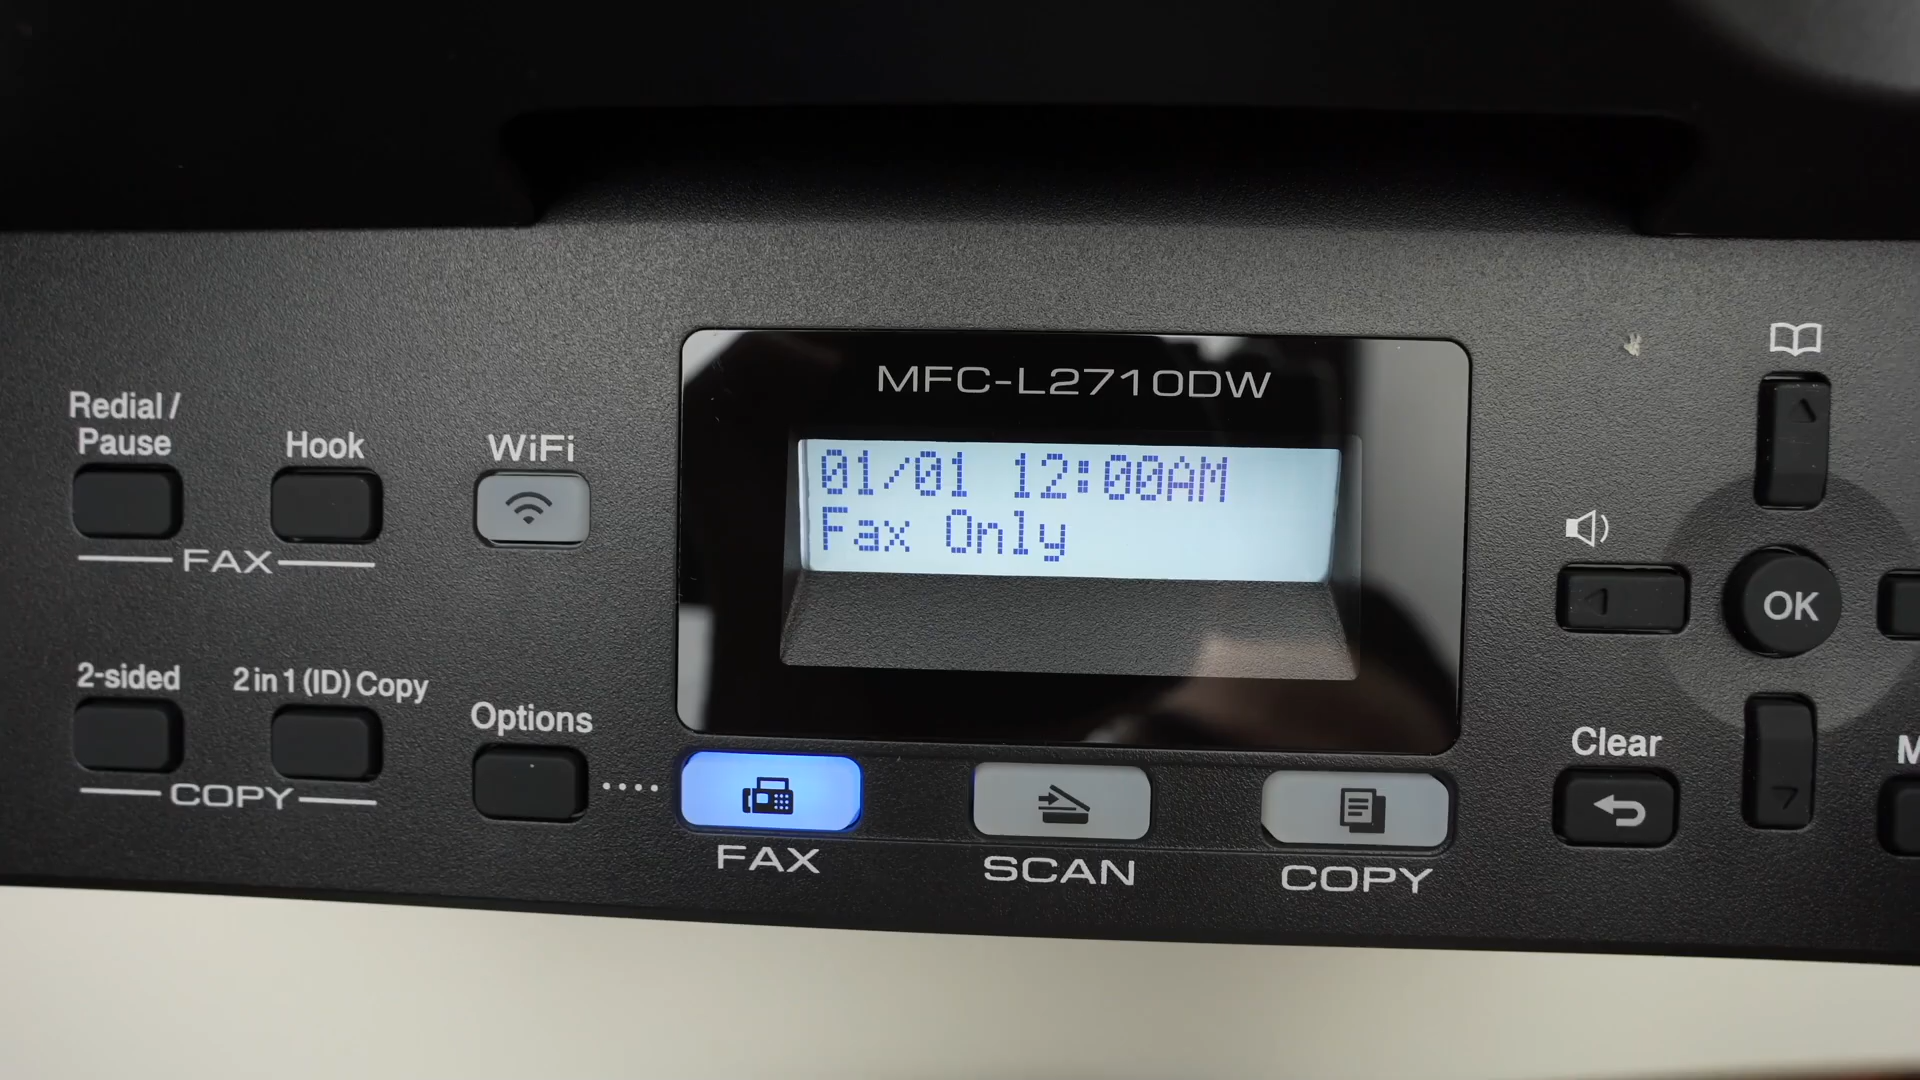 MFC-L2710DW
01/01 12:00AM
Fax Only
Redial /
Pause
Hook
WiFi
FAX
2-sided
2 in 1 (ID) Copy
Options
COPY
FAX
SCAN
COPY
OK
Clear